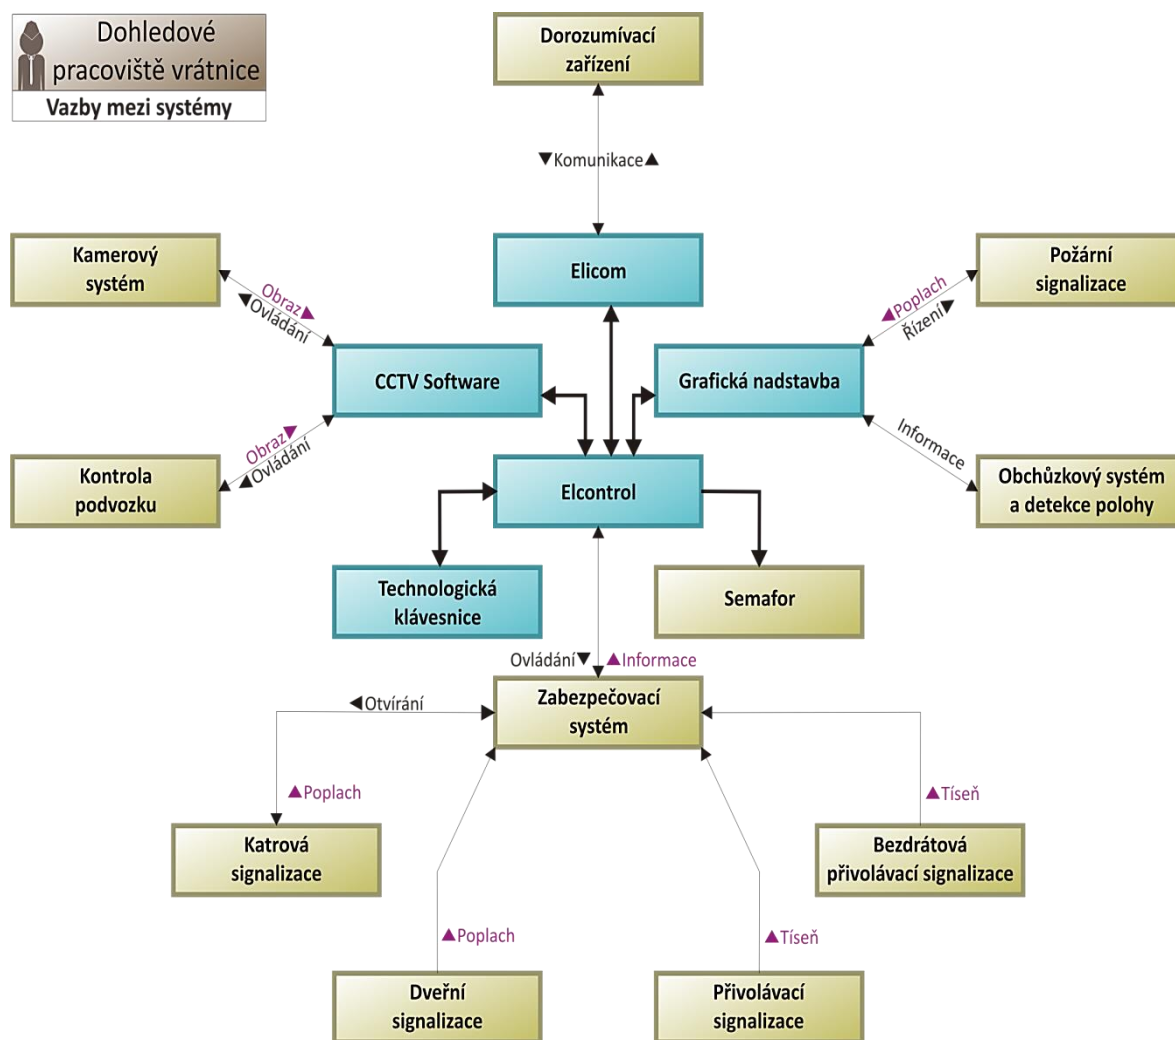 Dohledové
pracoviště vrátnice
Vazby mezi systémy
Dorozumívací
zařízení
▼Komunikace▲
Kamerový
systém
Elicom
Požární
signalizace
Obraz►
◄Ovládání
◄Poplach
Řízení►
CCTV Software
Grafická nadstavba
Obraz►
◄Ovládání
Informace
Kontrola
podvozku
Elcontrol
Obchůzkový systém
a detekce polohy
Technologická
klávesnice
Semafor
Ovládání▼
▲Informace
◄Otvírání
Zabezpečovací
systém
▲Poplach
▲Tíseň
Katrová
signalizace
Bezdrátová
přivolávací signalizace
▲Poplach
▲Tíseň
Dveřní
signalizace
Přivolávací
signalizace